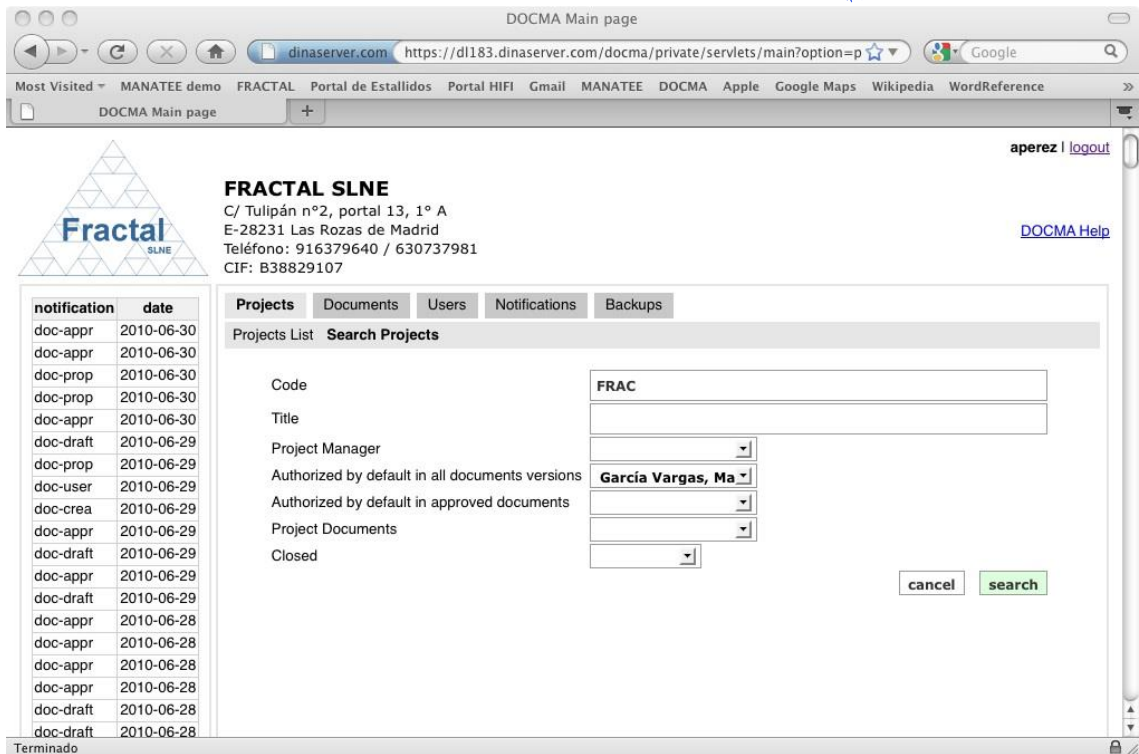 DOCMA Main page
dinaserver.com https://dl183.dinaserver.com/docma/private/servlets/main?option=p Google
Most Visited MANATEE demo FRACTAL Portal de Estallidos Portal HIFI Gmail MANATEE DOCMA Apple Google Maps Wikipedia WordReference »
DOCMA Main page +
aperez | logout
Fractal
SLNE
FRACTAL SLNE
C/ Tulipán nº2, portal 13, 1º A
E-28231 Las Rozas de Madrid
Teléfono: 916379640 / 630737981
CIF: B38829107
DOCMA Help
notification date
doc-appr 2010-06-30
doc-appr 2010-06-30
doc-prop 2010-06-30
doc-prop 2010-06-30
doc-appr 2010-06-30
doc-draft 2010-06-29
doc-prop 2010-06-29
doc-user 2010-06-29
doc-crea 2010-06-29
doc-appr 2010-06-29
doc-draft 2010-06-29
doc-appr 2010-06-29
doc-draft 2010-06-29
doc-appr 2010-06-28
doc-appr 2010-06-28
doc-appr 2010-06-28
doc-appr 2010-06-28
doc-draft 2010-06-28
doc-draft 2010-06-28
Projects Documents Users Notifications Backups
Projects List Search Projects
Code FRAC
Title
Project Manager
Authorized by default in all documents versions García Vargas, Ma
Authorized by default in approved documents
Project Documents
Closed
cancel search
Terminado